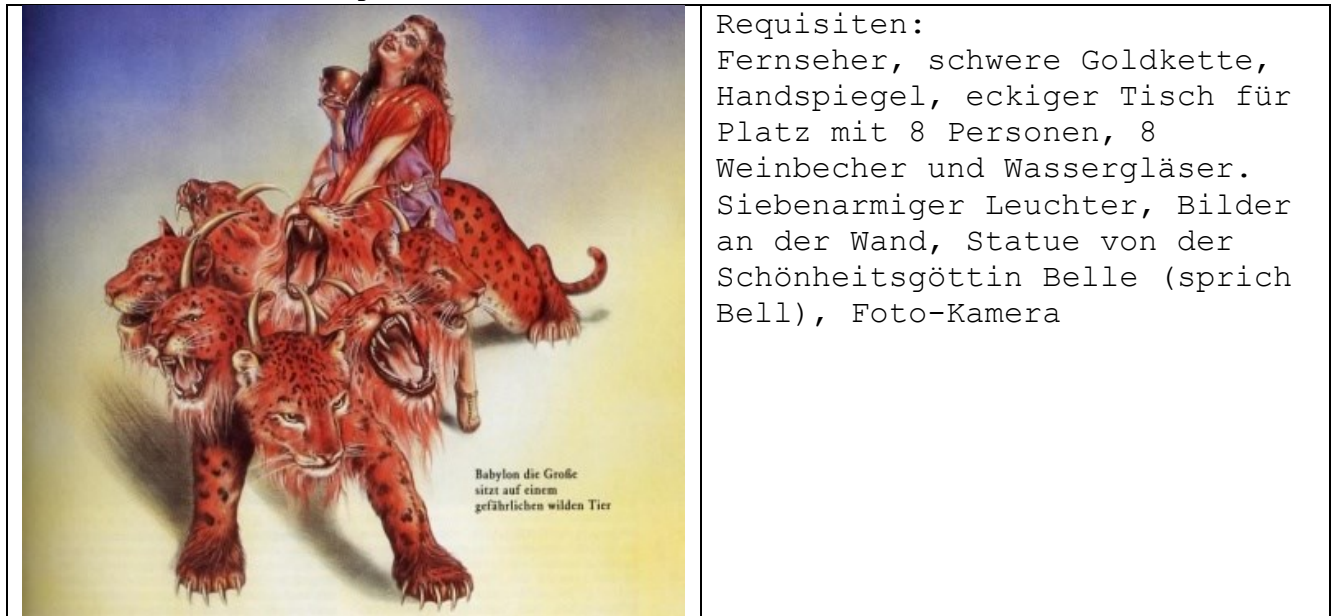 Babylon die Große
sitzt auf einem
gefährlichen wilden Tier
Requisiten:
Fernseher, schwere Goldkette,
Handspiegel, eckiger Tisch für
Platz mit 8 Personen, 8
Weinbecher und Wassergläser.
Siebenarmiger Leuchter, Bilder
an der Wand, Statue von der
Schönheitsgöttin Belle (sprich
Bell), Foto-Kamera